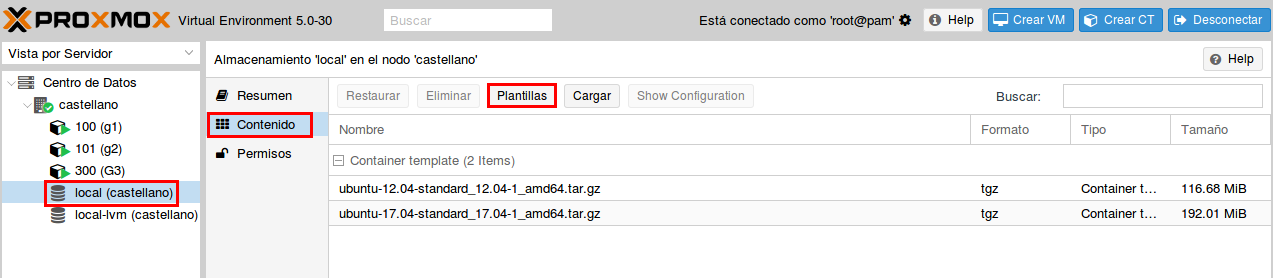 PROXMOX Virtual Environment 5.0-30 Buscar Está conectado como 'root@pam' Help Crear VM Crear CT Desconectar
Vista por Servidor
Centro de Datos
castellano
100 (g1)
101 (g2)
300 (G3)
local (castellano)
local-lvm (castellano)
Almacenamiento 'local' en el nodo 'castellano' Help
Resumen
Contenido
Permisos
Restaurar Eliminar Plantillas Cargar Show Configuration Buscar:
Nombre Formato Tipo Tamaño
Container template (2 Items)
ubuntu-12.04-standard_12.04-1_amd64.tar.gz tgz Container t... 116.68 MiB
ubuntu-17.04-standard_17.04-1_amd64.tar.gz tgz Container t... 192.01 MiB